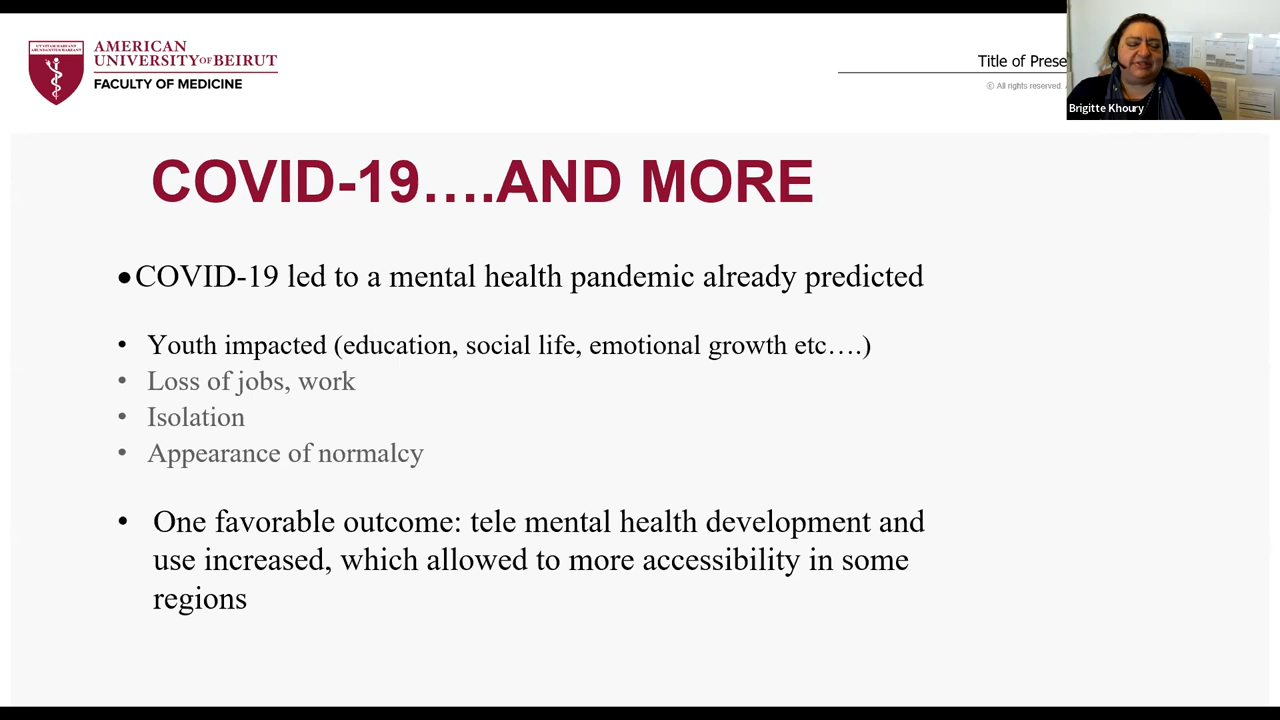 AMERICAN
UNIVERSITY OF BEIRUT
FACULTY OF MEDICINE
Title of Prese
© All rights reserved.
Brigitte Khoury
COVID-19….AND MORE
•COVID-19 led to a mental health pandemic already predicted
• Youth impacted (education, social life, emotional growth etc….)
• Loss of jobs, work
• Isolation
• Appearance of normalcy
• One favorable outcome: tele mental health development and
use increased, which allowed to more accessibility in some
regions